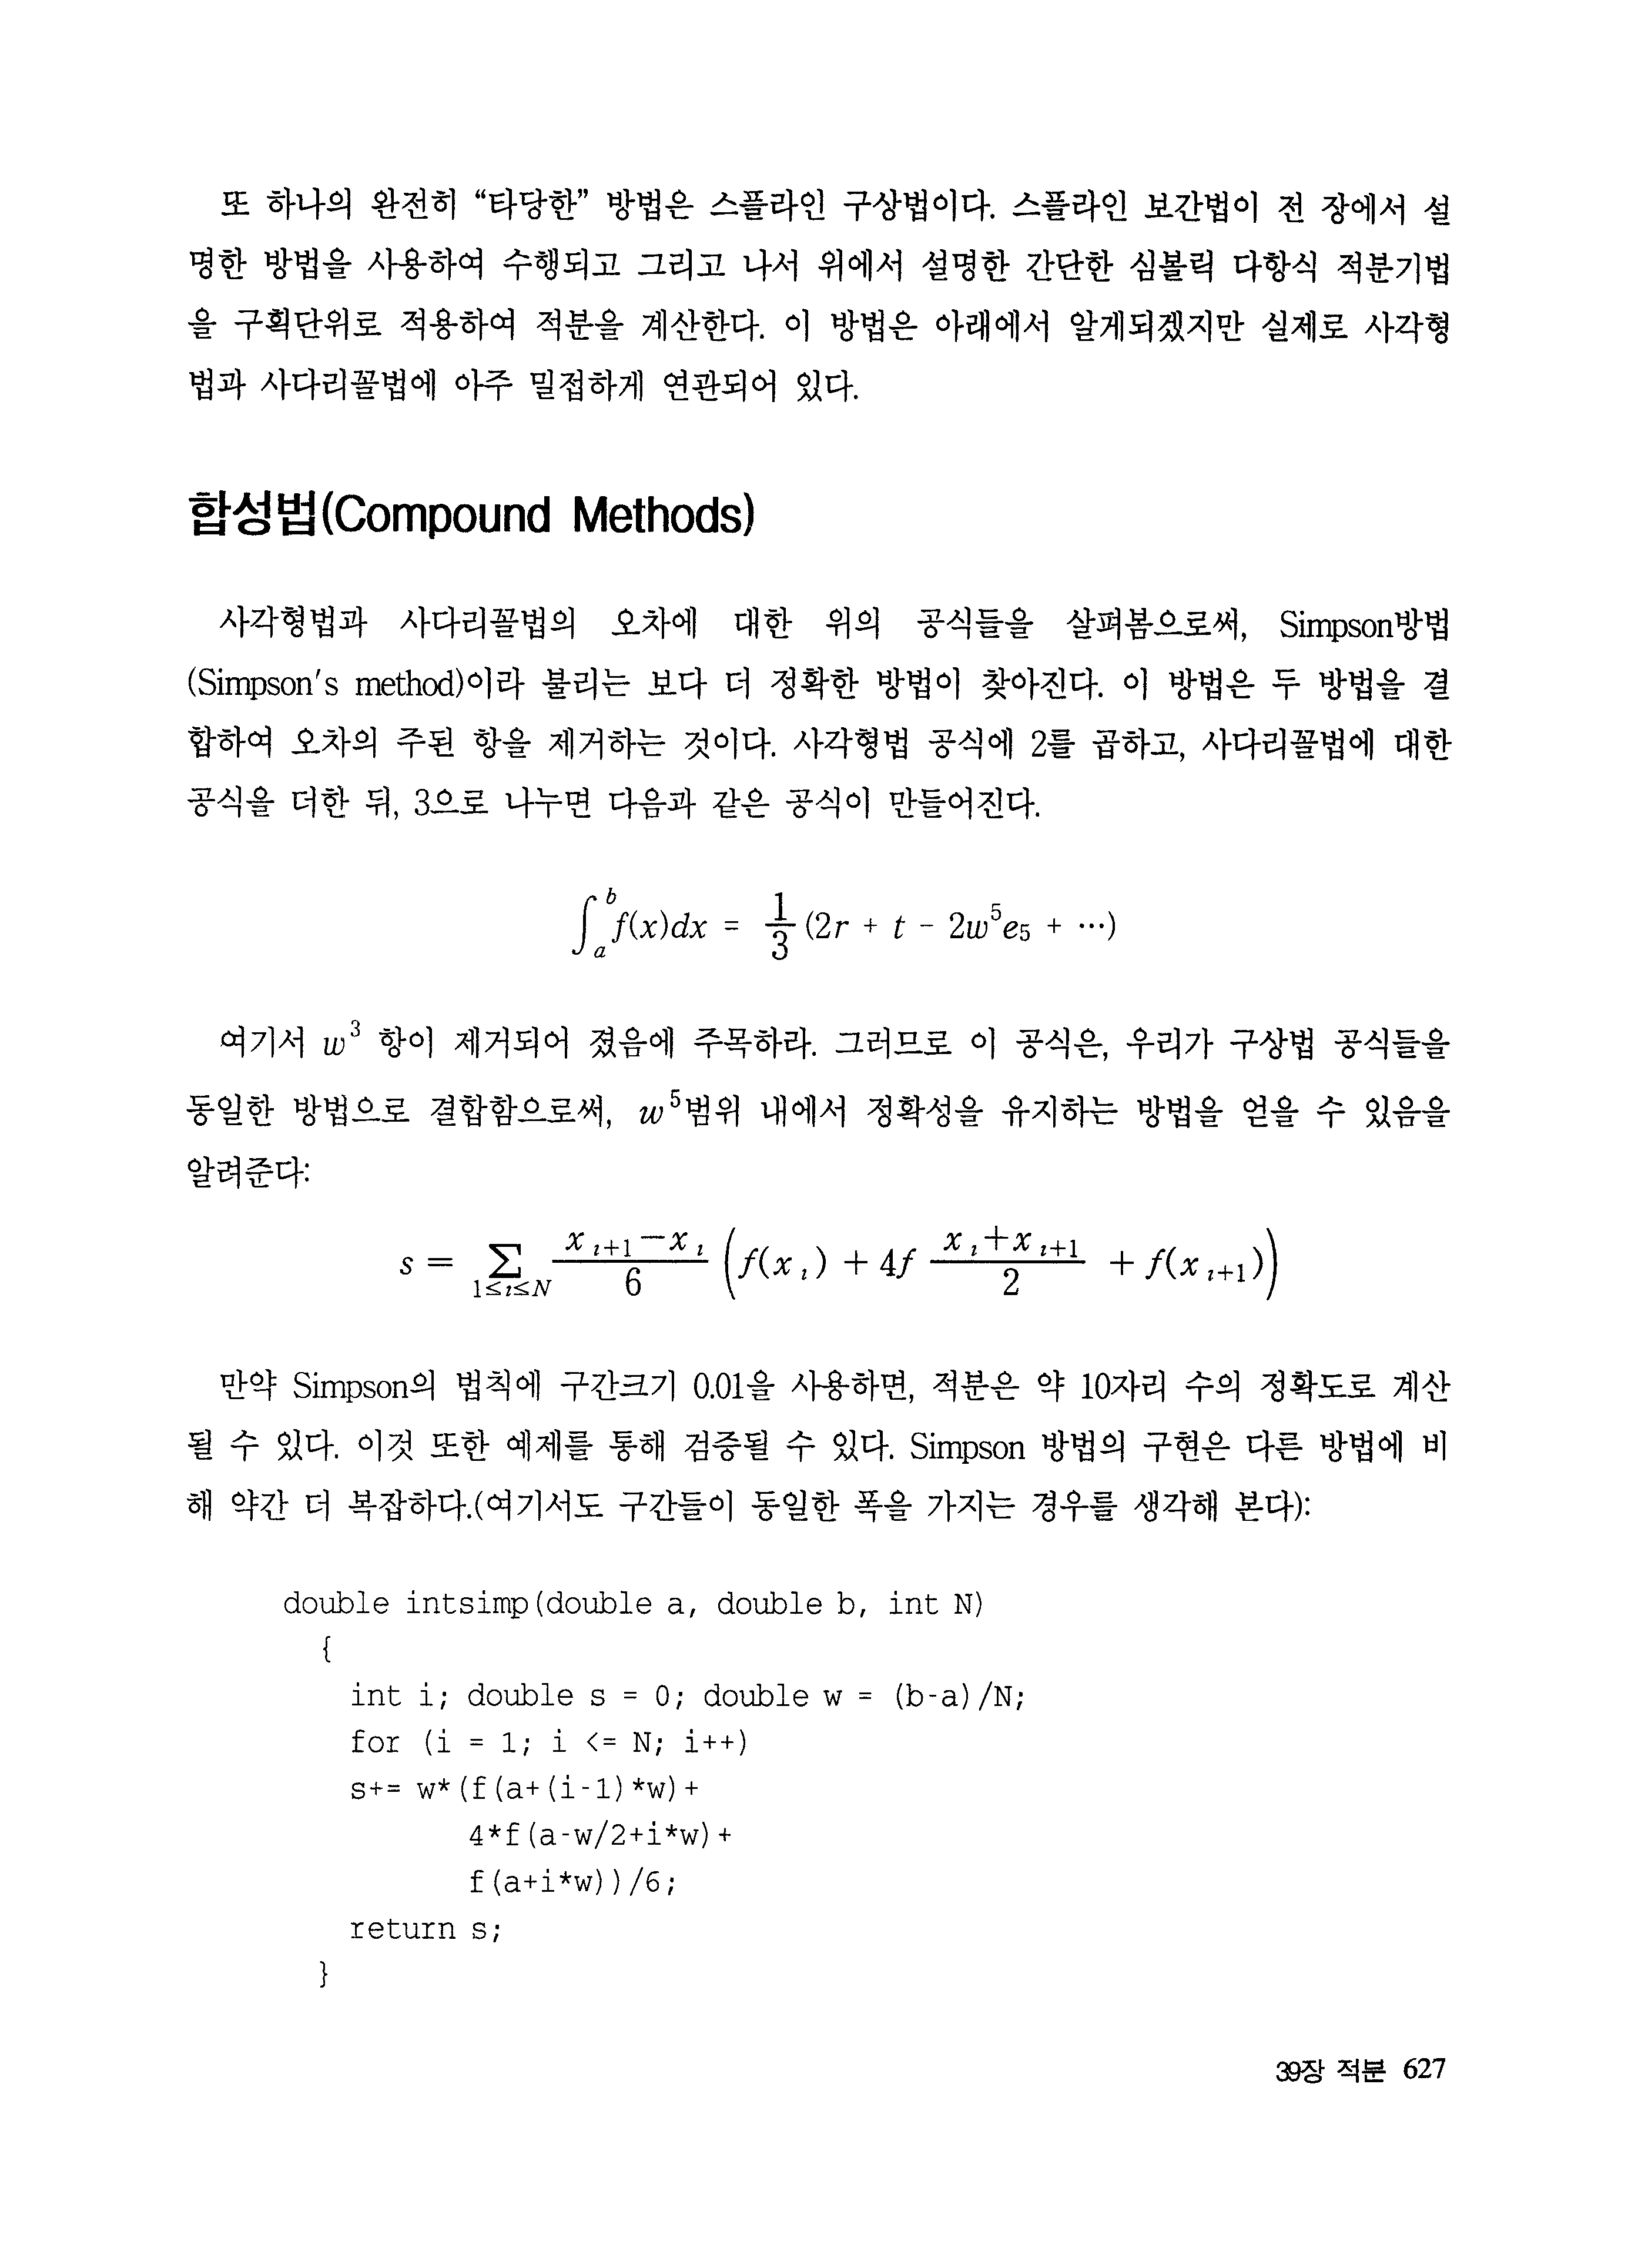 또 하나의 완전히 “타당한” 방법은 스플라인 구상법이다. 스플라인 보간법이 전 장에서 설
명한 방법을 사용하여 수행되고 그리고 나서 위에서 설명한 간단한 심볼릭 다항식 적분기법
을 구획단위로 적용하여 적분을 계산한다. 이 방법은 아래에서 알게되겠지만 실제로 사각형
법과 사다리꼴법에 아주 밀접하게 연관되어 있다.
합성법(Compound Methods)
사각형법과 사다리꼴법의 오차에 대한 위의 공식들을 살펴봄으로써, Simpson방법
(Simpson's method)이라 불리는 보다 더 정확한 방법이 찾아진다. 이 방법은 두 방법을 결
합하여 오차의 주된 항을 제거하는 것이다. 사각형법 공식에 2를 곱하고, 사다리꼴법에 대한
공식을 더한 뒤, 3으로 나누면 다음과 같은 공식이 만들어진다.
∫_a^b f(x)dx = 1/3 (2r + t - 2w^5e_5 + ⋯)
여기서 w^3 항이 제거되어 졌음에 주목하라. 그러므로 이 공식은, 우리가 구상법 공식들을
동일한 방법으로 결합함으로써, w^5범위 내에서 정확성을 유지하는 방법을 얻을 수 있음을
알려준다:
s = ∑_{1≤i≤N} (x_{i+1}−x_i)/6 (f(x_i) + 4f (x_i+x_{i+1})/2 + f(x_{i+1}))
만약 Simpson의 법칙에 구간크기 0.01을 사용하면, 적분은 약 10자리 수의 정확도로 계산
될 수 있다. 이것 또한 예제를 통해 검증될 수 있다. Simpson 방법의 구현은 다른 방법에 비
해 약간 더 복잡하다.(여기서도 구간들이 동일한 폭을 가지는 경우를 생각해 본다):
double intsimp(double a, double b, int N)
{
int i; double s = 0; double w = (b-a)/N;
for (i = 1; i <= N; i++)
s+= w*(f(a+(i-1)*w)+
4*f(a-w/2+i*w)+
f(a+i*w))/6;
return s;
}
39장 적분 627